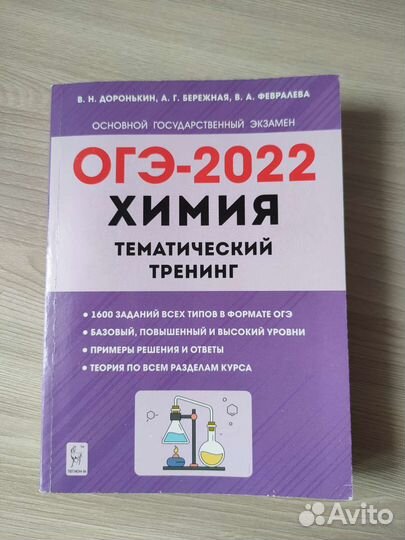 В. Н. ДОРОНЬКИН, А. Г. БЕРЕЖНАЯ, В. А. ФЕВРАЛЕВА
ОСНОВНОЙ ГОСУДАРСТВЕННЫЙ ЭКЗАМЕН
ОГЭ-2022
ХИМИЯ
ТЕМАТИЧЕСКИЙ
ТРЕНИНГ
• 1600 ЗАДАНИЙ ВСЕХ ТИПОВ В ФОРМАТЕ ОГЭ
• БАЗОВЫЙ, ПОВЫШЕННЫЙ И ВЫСОКИЙ УРОВНИ
• ПРИМЕРЫ РЕШЕНИЯ И ОТВЕТЫ
• ТЕОРИЯ ПО ВСЕМ РАЗДЕЛАМ КУРСА
ЛЕГИОН-М
Avito